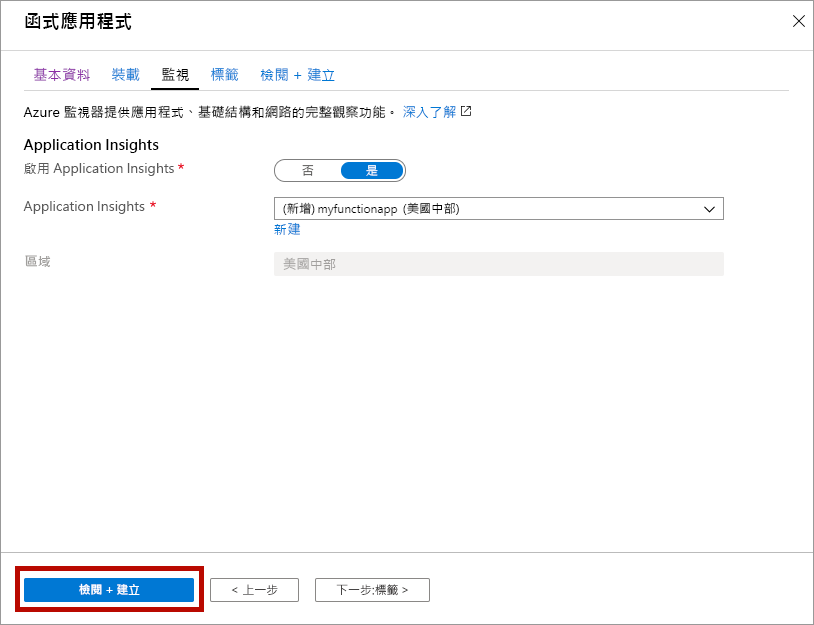 函式應用程式
基本資料 裝載 監視 標籤 檢閱 + 建立
Azure 監視器提供應用程式、基礎結構和網路的完整觀察功能。 深入了解
Application Insights
啟用 Application Insights * 否 是
Application Insights * (新增) myfunctionapp (美國中部)
新建
區域 美國中部
檢閱 + 建立 < 上一步 下一步:標籤 >